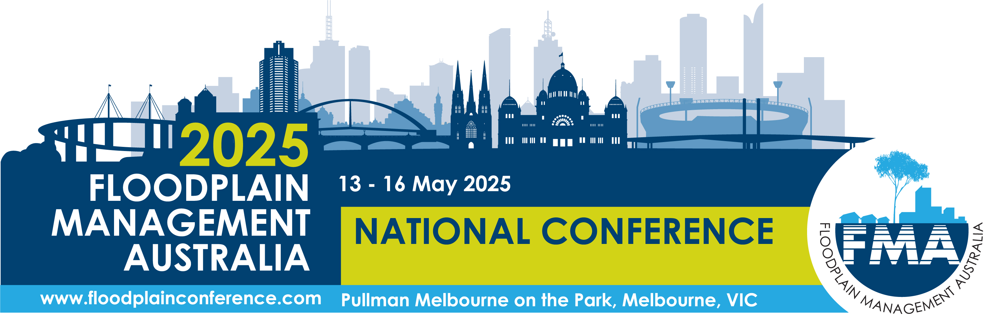 2025
FLOODPLAIN
MANAGEMENT
AUSTRALIA
13 - 16 May 2025
NATIONAL CONFERENCE
www.floodplainconference.com
Pullman Melbourne on the Park, Melbourne, VIC
FMA
FLOODPLAIN MANAGEMENT AUSTRALIA